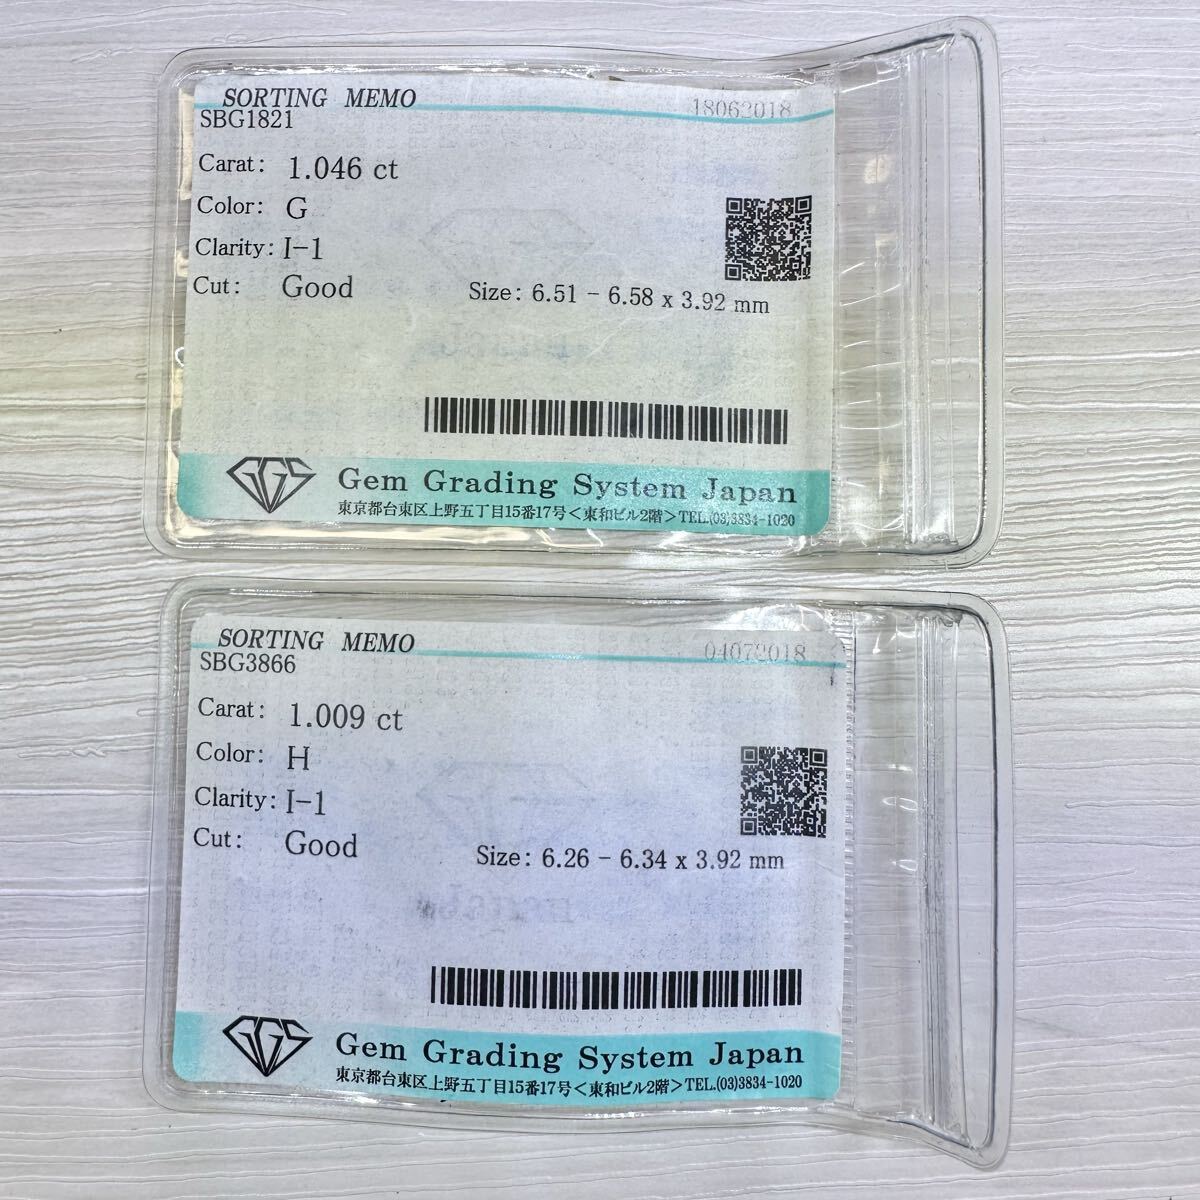 SORTING MEMO 18062018
SBG1821
Carat: 1.046 ct
Color: G
Clarity: I-1
Cut: Good
Size: 6.51 - 6.58 x 3.92 mm
GGS
Gem Grading System Japan
東京都台東区上野五丁目15番17号<東和ビル2階>TEL.(03)3834-1020
SORTING MEMO 04072018
SBG3866
Carat: 1.009 ct
Color: H
Clarity: I-1
Cut: Good
Size: 6.26 - 6.34 x 3.92 mm
GGS
Gem Grading System Japan
東京都台東区上野五丁目15番17号<東和ビル2階>TEL.(03)3834-1020